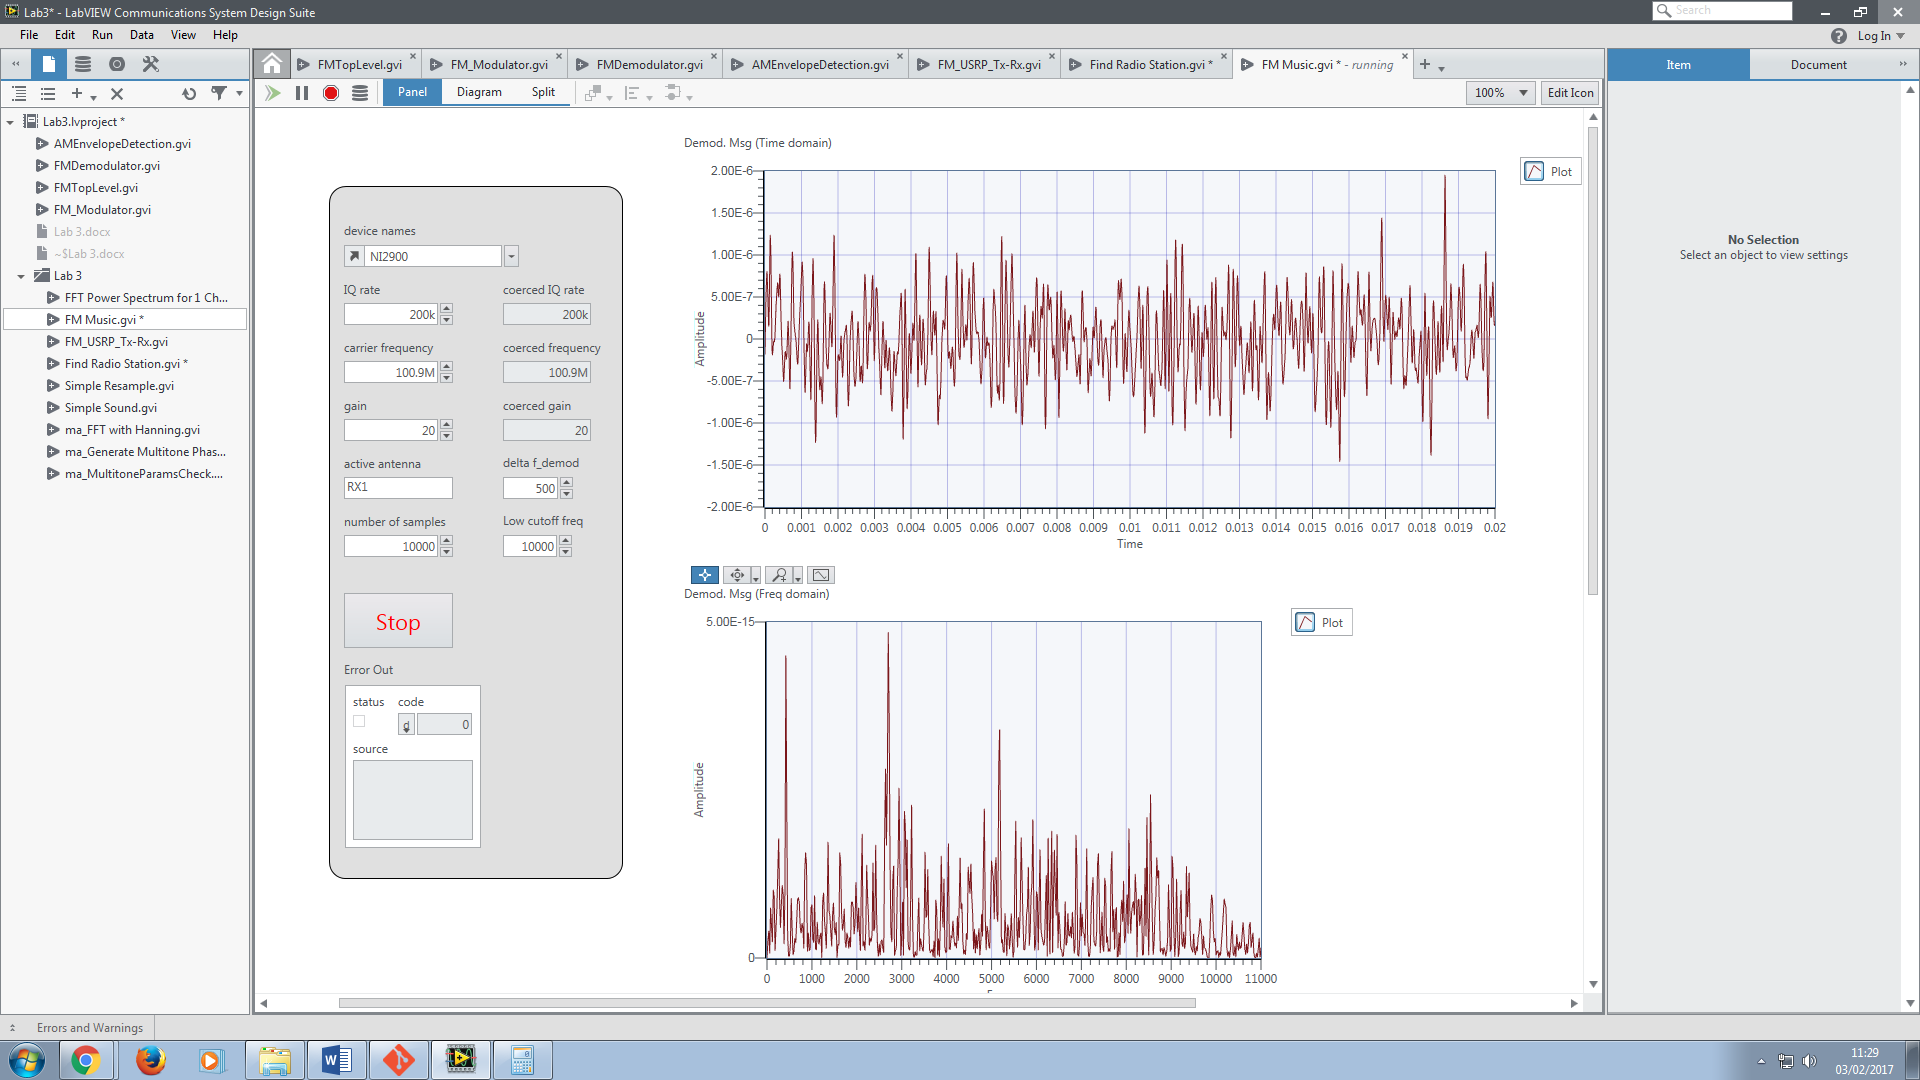 Lab3* - LabVIEW Communications System Design Suite
Search
File Edit Run Data View Help
Log In
FMTopLevel.gvi
FM_Modulator.gvi
FMDemodulator.gvi
AMEnvelopeDetection.gvi
FM_USRP_Tx-Rx.gvi
Find Radio Station.gvi *
FM Music.gvi * - running
Item
Document
Panel
Diagram
Split
100%
Edit Icon
Lab3.lvproject *
AMEnvelopeDetection.gvi
FMDemodulator.gvi
FMTopLevel.gvi
FM_Modulator.gvi
Lab 3.docx
~$Lab 3.docx
Lab 3
FFT Power Spectrum for 1 Ch...
FM Music.gvi *
FM_USRP_Tx-Rx.gvi
Find Radio Station.gvi *
Simple Resample.gvi
Simple Sound.gvi
ma_FFT with Hanning.gvi
ma_Generate Multitone Phas...
ma_MultitoneParamsCheck....
device names
NI2900
IQ rate
coerced IQ rate
200k
200k
carrier frequency
coerced frequency
100.9M
100.9M
gain
coerced gain
20
20
active antenna
delta f_demod
RX1
500
number of samples
Low cutoff freq
10000
10000
Stop
Error Out
status
code
d
0
source
Demod. Msg (Time domain)
Plot
2.00E-6
1.50E-6
1.00E-6
5.00E-7
0
-5.00E-7
-1.00E-6
-1.50E-6
-2.00E-6
Amplitude
0 0.001 0.002 0.003 0.004 0.005 0.006 0.007 0.008 0.009 0.01 0.011 0.012 0.013 0.014 0.015 0.016 0.017 0.018 0.019 0.02
Time
Demod. Msg (Freq domain)
Plot
5.00E-15
0
Amplitude
0 1000 2000 3000 4000 5000 6000 7000 8000 9000 10000 11000
No Selection
Select an object to view settings
Errors and Warnings
11:29
03/02/2017